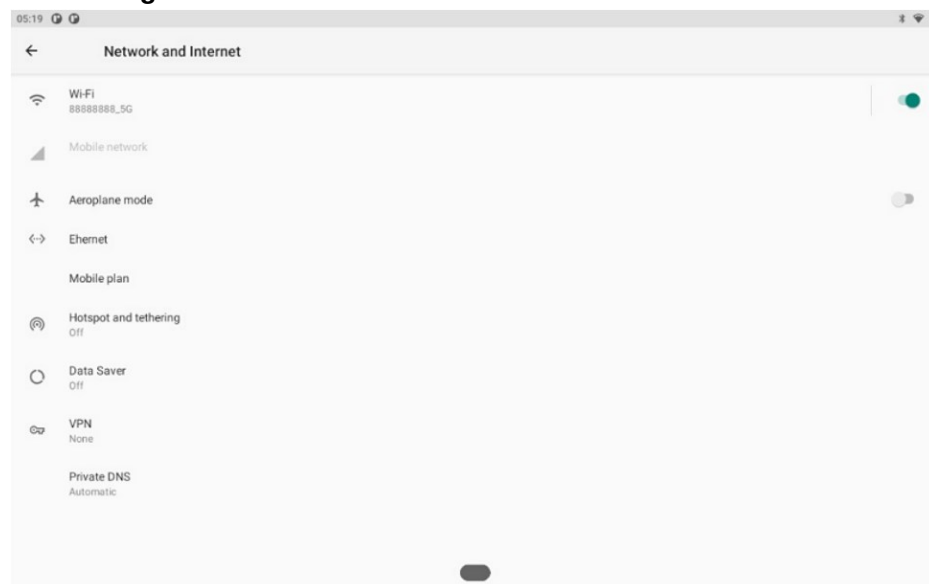 05:19
Network and Internet
Wi-Fi
88888888_5G
Mobile network
Aeroplane mode
Ehernet
Mobile plan
Hotspot and tethering
Off
Data Saver
Off
VPN
None
Private DNS
Automatic